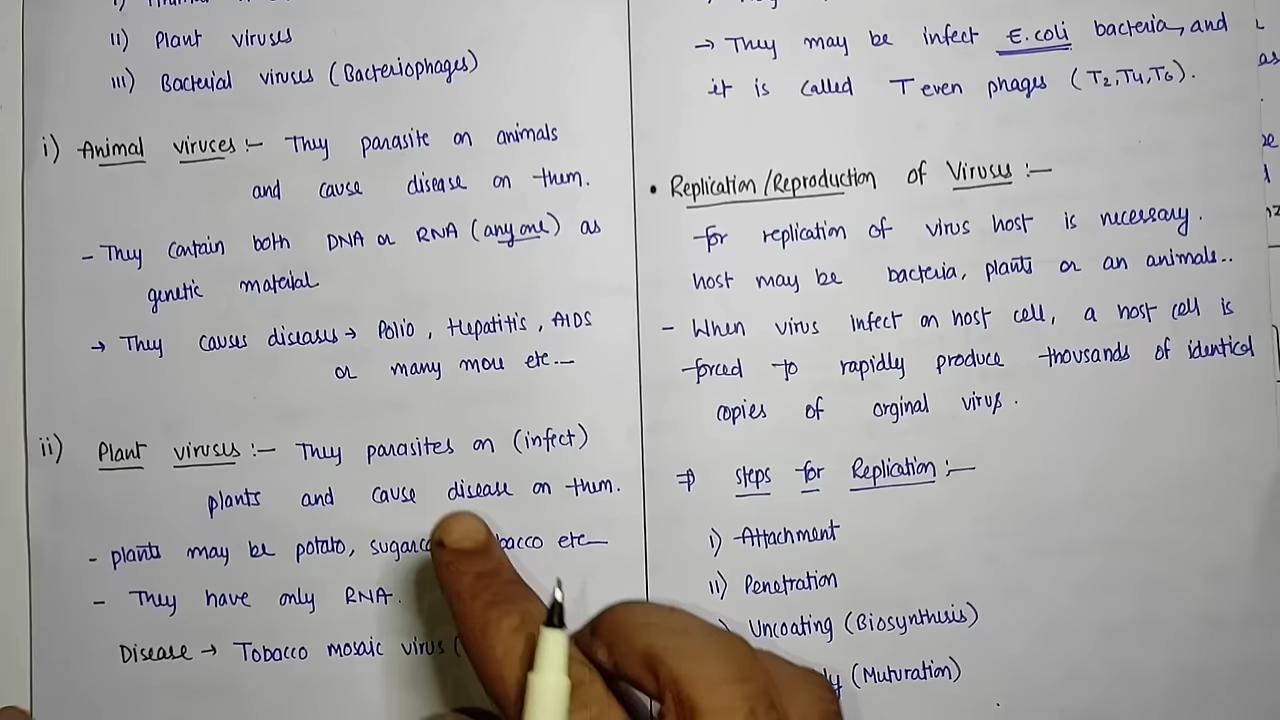 II) Plant viruses
III) Bacterial viruses (Bacteriophages)
i) Animal viruces :- They parasite on animals
and cause disease on them.
- They contain both DNA or RNA (any one) as
genetic material
→ They causes diseases → Polio, Hepatitis, AIDS
or many more etc...
ii) Plant viruses :- They parasites on (infect)
plants and cause disease on them.
- plants may be potato, etc
- They have only RNA.
Disease → Tobacco mosaic virus (
→ They may be infect E.coli bacteria, and
it is called T even phages (T2, T4, T6).
• Replication/Reproduction of Viruses :-
for replication of virus host is necessary.
host may be bacteria, plants or an animals..
- When virus infect on host cell, a host cell is
forced to rapidly produce thousands of identical
copies of orginal virus.
⇒ Steps for Replication :-
i) Attachment
II) Penetration
Uncoating (Biosynthesis)
(Muturation)